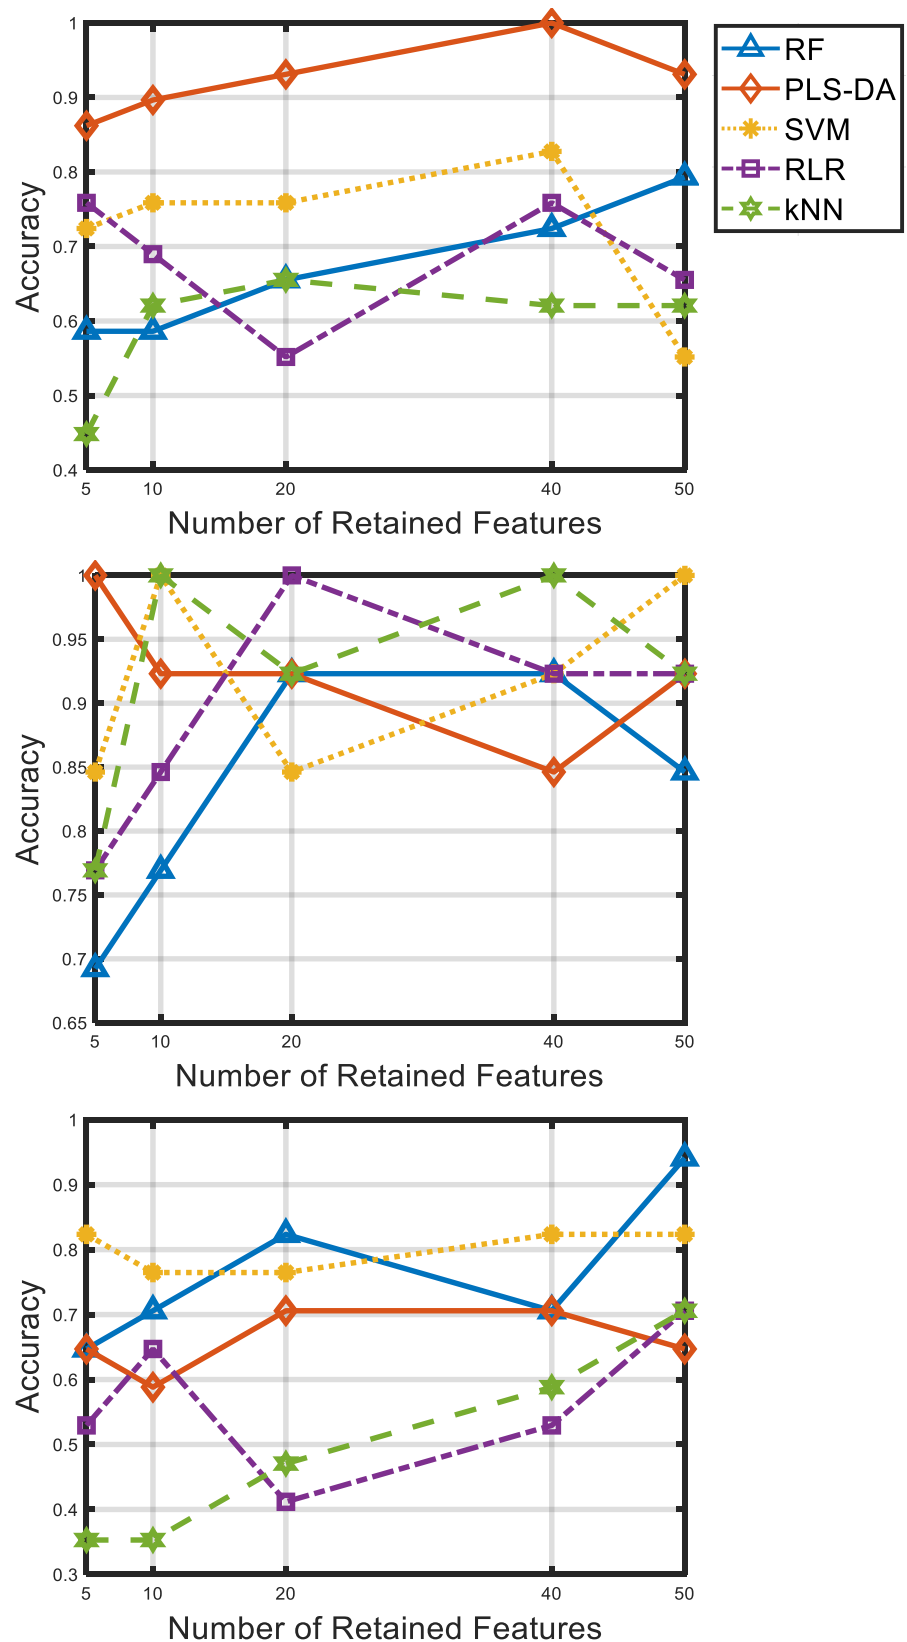 1
0.9
0.8
0.7
0.6
0.5
0.4
Accuracy
5 10 20 40 50
Number of Retained Features
RF
PLS-DA
SVM
RLR
kNN
1
0.95
0.9
0.85
0.8
0.75
0.7
0.65
Accuracy
5 10 20 40 50
Number of Retained Features
1
0.9
0.8
0.7
0.6
0.5
0.4
0.3
Accuracy
5 10 20 40 50
Number of Retained Features